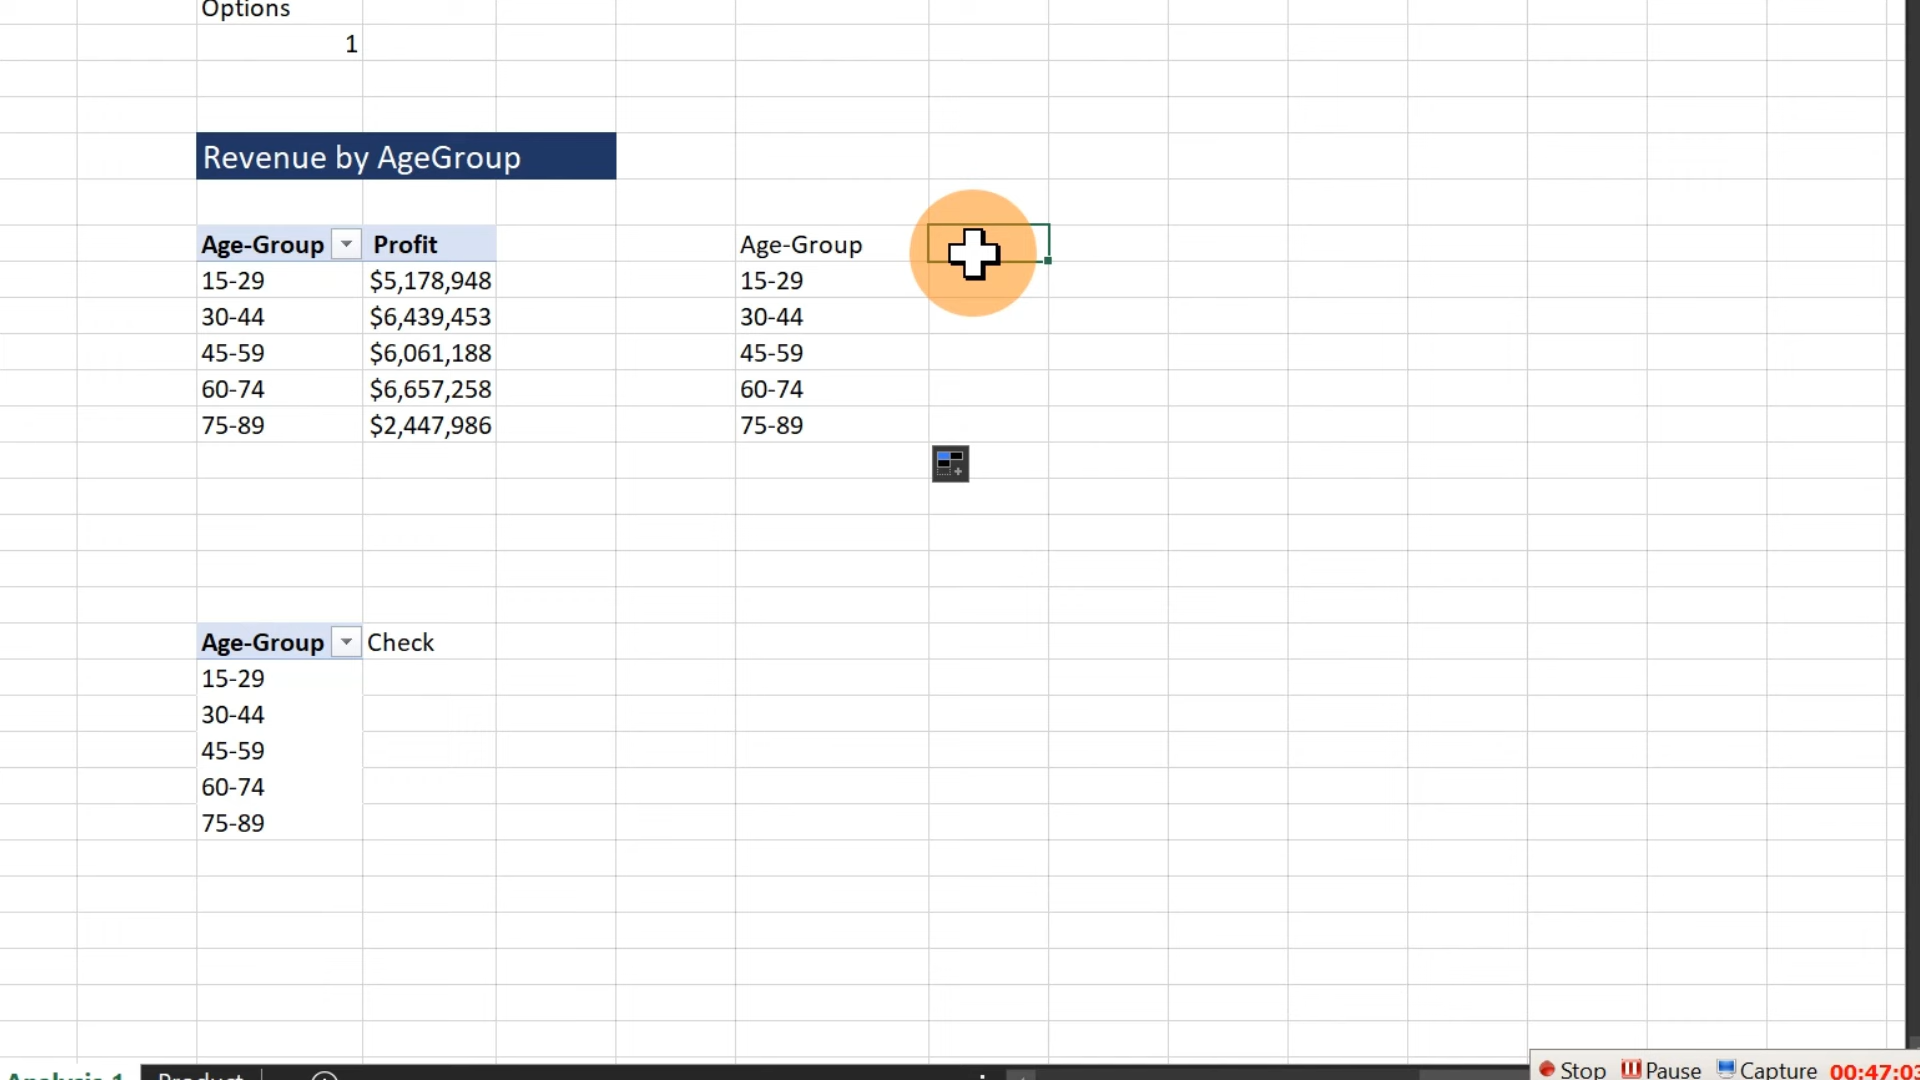 Options
1
Revenue by AgeGroup
Age-Group Profit Age-Group
15-29 $5,178,948 15-29
30-44 $6,439,453 30-44
45-59 $6,061,188 45-59
60-74 $6,657,258 60-74
75-89 $2,447,986 75-89
Age-Group Check
15-29
30-44
45-59
60-74
75-89
Analysis 1 Product
Stop Pause Capture 00:47:03